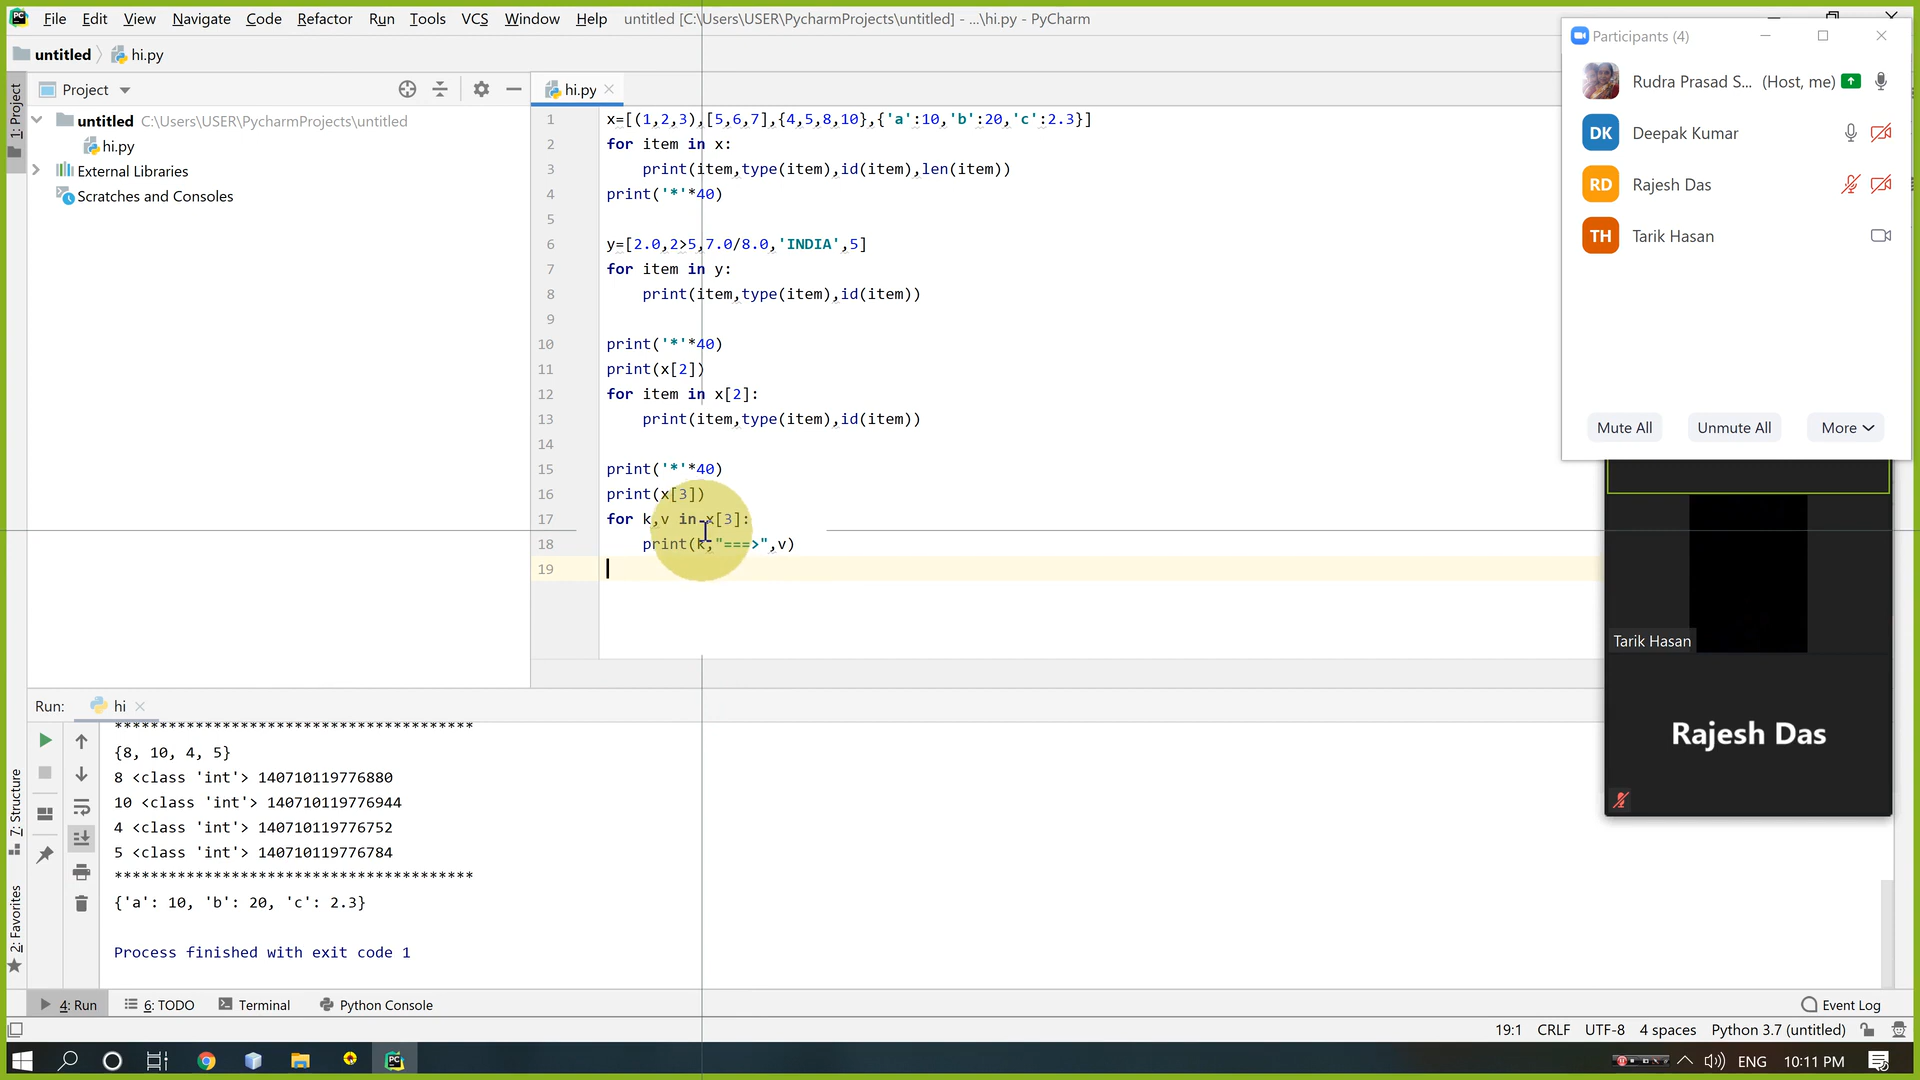 File Edit View Navigate Code Refactor Run Tools VCS Window Help untitled [C:\Users\USER\PycharmProjects\untitled] - ...\hi.py - PyCharm
untitled hi.py
Project
hi.py
untitled C:\Users\USER\PycharmProjects\untitled
hi.py
External Libraries
Scratches and Consoles
1: Project
7: Structure
2: Favorites
1 x=[(1,2,3),[5,6,7],{4,5,8,10},{'a':10,'b':20,'c':2.3}]
2 for item in x:
3 print(item,type(item),id(item),len(item))
4 print('*'*40)
5
6 y=[2.0,2>5,7.0/8.0,'INDIA',5]
7 for item in y:
8 print(item,type(item),id(item))
9
10 print('*'*40)
11 print(x[2])
12 for item in x[2]:
13 print(item,type(item),id(item))
14
15 print('*'*40)
16 print(x[3])
17 for k,v in x[3]:
18 print(k,"===>",v)
19
Participants (4)
Rudra Prasad S... (Host, me)
DK Deepak Kumar
RD Rajesh Das
TH Tarik Hasan
Mute All Unmute All More
Tarik Hasan
Rajesh Das
Run: hi
****************************************
{8, 10, 4, 5}
8 <class 'int'> 140710119776880
10 <class 'int'> 140710119776944
4 <class 'int'> 140710119776752
5 <class 'int'> 140710119776784
****************************************
{'a': 10, 'b': 20, 'c': 2.3}
Process finished with exit code 1
4: Run 6: TODO Terminal Python Console Event Log
19:1 CRLF UTF-8 4 spaces Python 3.7 (untitled)
PC
ENG 10:11 PM